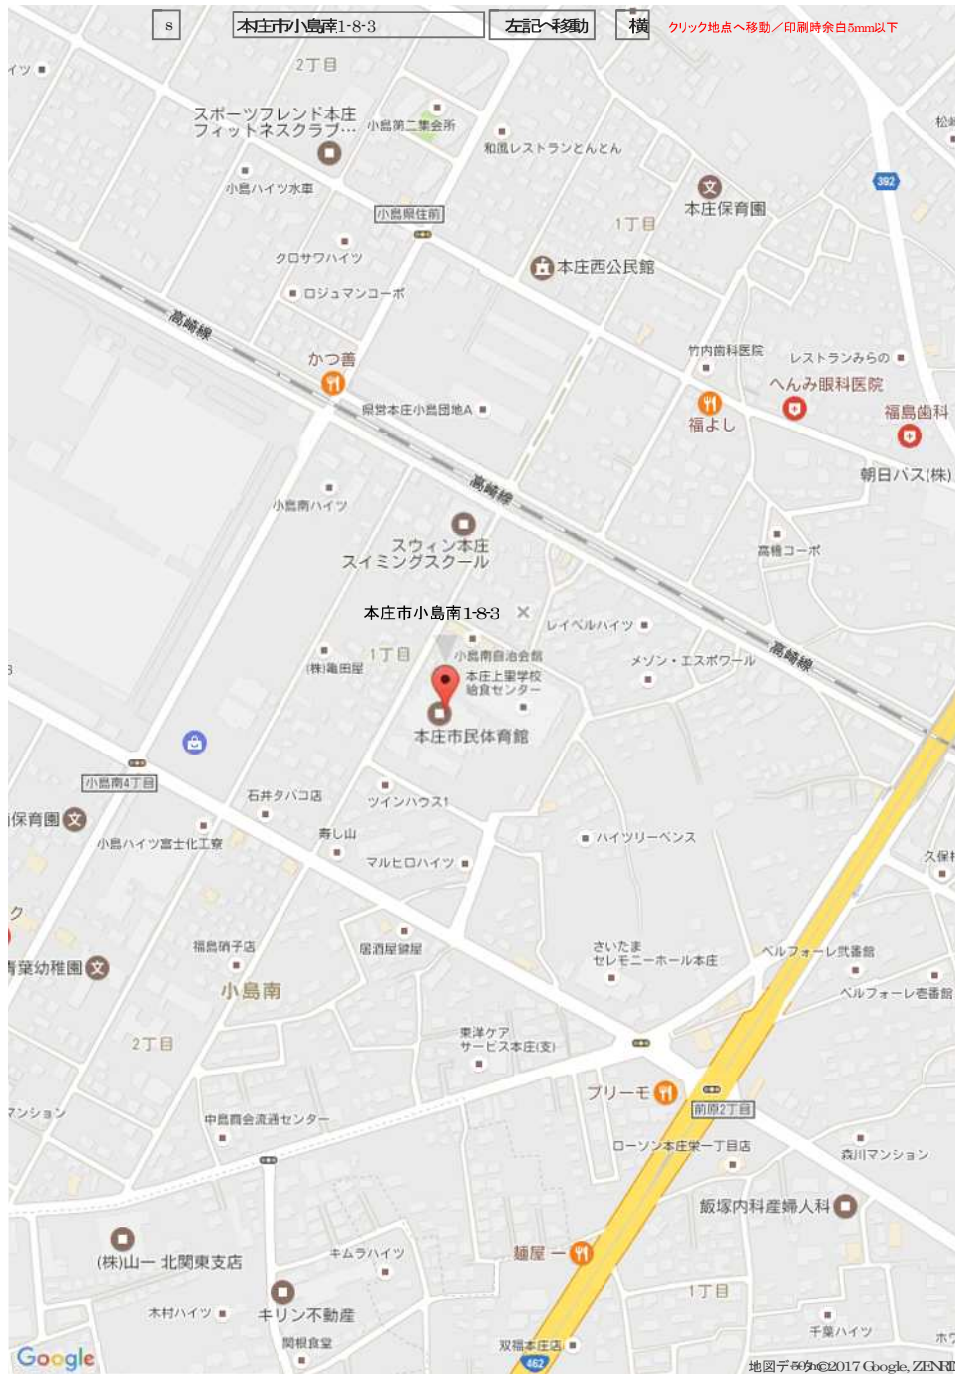 s
本庄市小島南1-8-3
左記へ移動
横
クリック地点へ移動／印刷時余白5mm以下
2丁目
イツ
スポーツフレンド本庄
フィットネスクラブ…
小島第二集会所
和風レストランとんとん
小島ハイツ水車
392
本庄保育園
小島県住前
1丁目
クロサワハイツ
本庄西公民館
ロジュマンコーポ
高崎線
かつ善
竹内歯科医院
レストランみらの
へんみ眼科医院
県営本庄小島団地A
福よし
福島歯科
朝日バス(株)
高崎線
小島南ハイツ
スウィン本庄
スイミングスクール
高橋コーポ
本庄市小島南1-8-3
レイベルハイツ
1丁目
小島南自治会館
メゾン・エスポワール
高崎線
(株)亀田屋
本庄上里学校
給食センター
本庄市民体育館
小島南4丁目
石井タバコ店
ツインハウス1
保育園
小島ハイツ富士化工寮
寿し山
マルヒロハイツ
ハイツリーベンス
ク
福島硝子店
居酒屋鍵屋
さいたま
セレモニーホール本庄
ベルフォーレ弐番館
青葉幼稚園
小島南
ベルフォーレ壱番館
2丁目
東洋ケア
サービス本庄(支)
ブリーモ
前原2丁目
マンション
中島商会流通センター
ローソン本庄栄一丁目店
森川マンション
飯塚内科産婦人科
(株)山一 北関東支店
キムラハイツ
麺屋 一
1丁目
木村ハイツ
キリン不動産
関根食堂
双福本庄店
千葉ハイツ
ホワ
Google
462
地図データ©2017 Google, ZENRIN